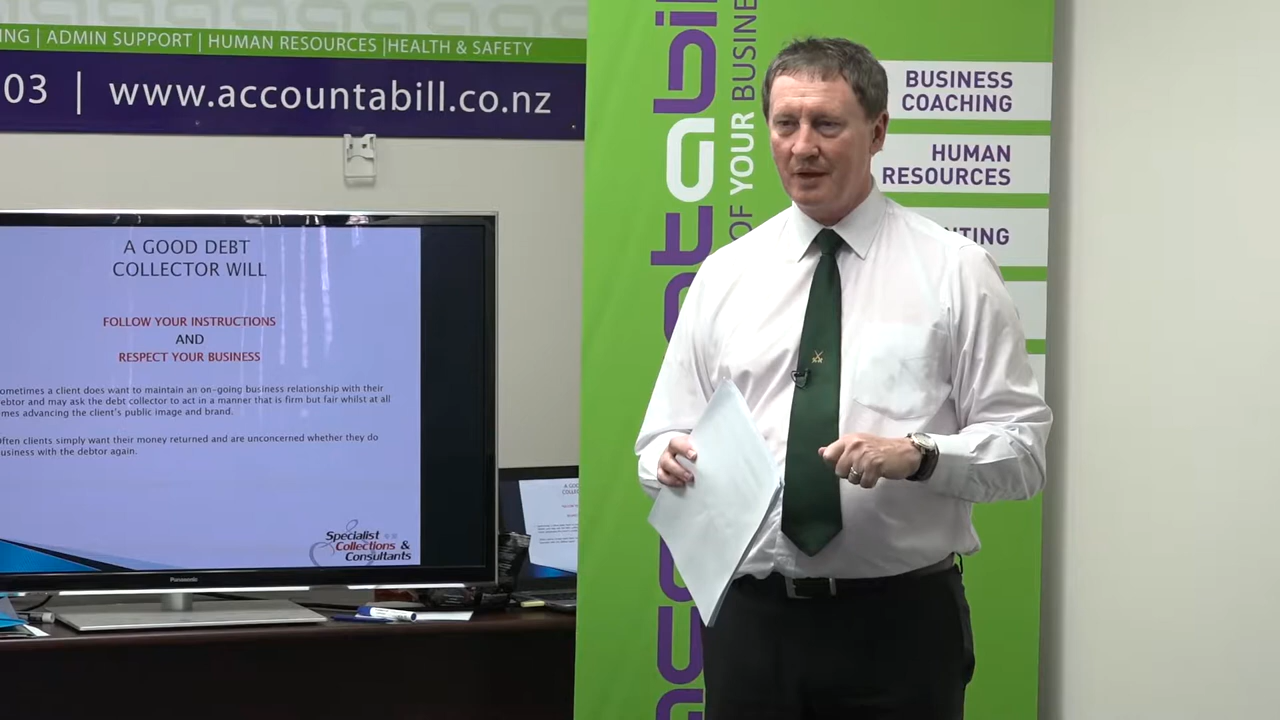 ING | ADMIN SUPPORT | HUMAN RESOURCES |HEALTH & SAFETY
03 | www.accountabill.co.nz
OF YOUR BUSINE
BUSINESS
COACHING
HUMAN
RESOURCES
NTING
A GOOD DEBT
COLLECTOR WILL
FOLLOW YOUR INSTRUCTIONS
AND
RESPECT YOUR BUSINESS
ometimes a client does want to maintain an on-going business relationship with their
ebtor and may ask the debt collector to act in a manner that is firm but fair whilst at all
mes advancing the client's public image and brand.
ften clients simply want their money returned and are unconcerned whether they do
usiness with the debtor again.
Specialist
Collections &
Consultants
Panasonic